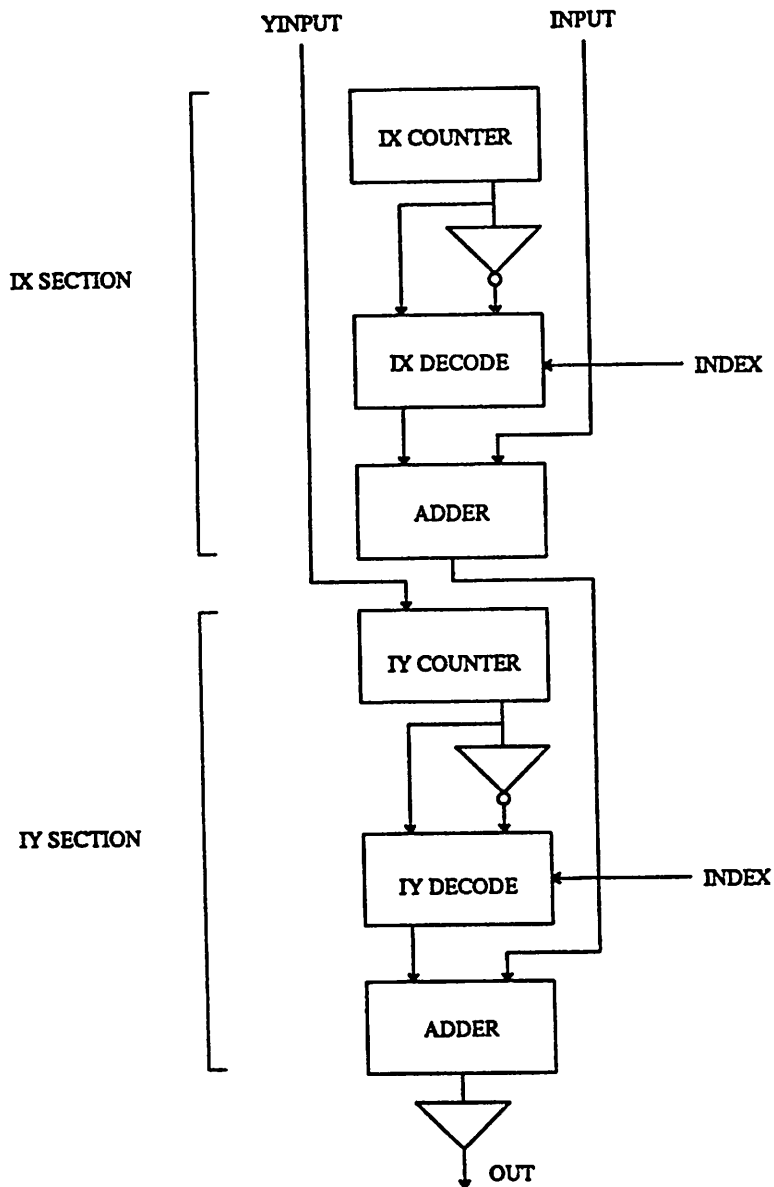 YINPUT
INPUT
IX COUNTER
IX SECTION
IX DECODE
INDEX
ADDER
IY COUNTER
IY SECTION
IY DECODE
INDEX
ADDER
OUT